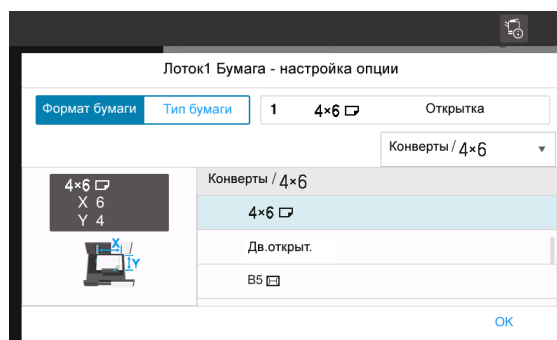 Лоток1 Бумага - настройка опции
Формат бумаги Тип бумаги 1 4×6 Открытка
Конверты / 4×6
4×6
X 6
Y 4
X
Y
Конверты / 4×6
4×6
Дв.открыт.
B5
OK